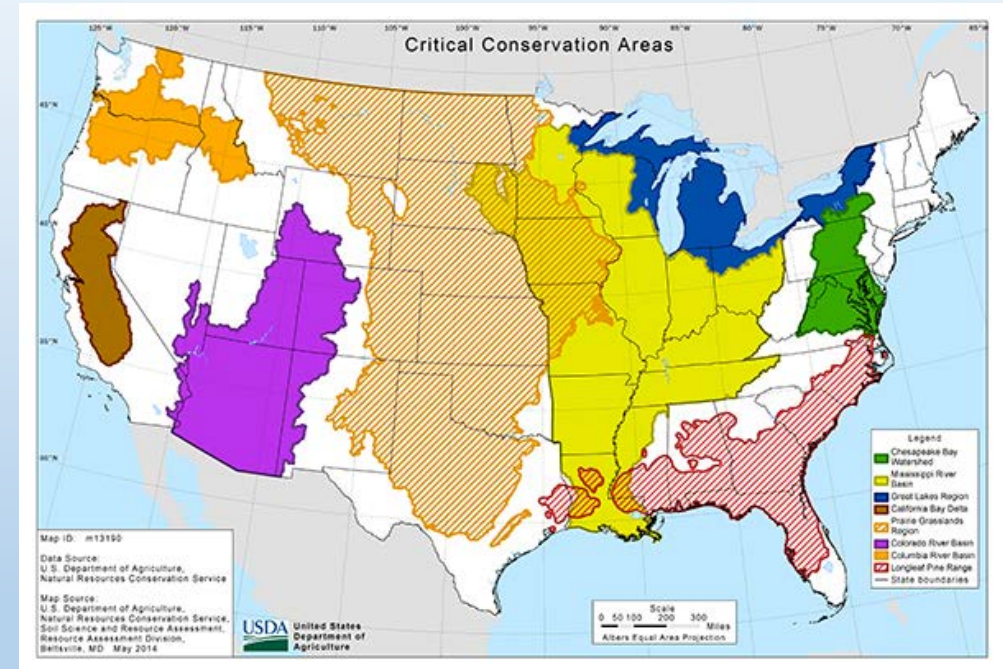 125°W 120°W 115°W 110°W 105°W 100°W 95°W 90°W 85°W 80°W 75°W 70°W 65°W
Critical Conservation Areas
45°N
40°N
35°N
30°N
Legend
Chesapeake Bay
Watershed
Mississippi River
Basin
Great Lakes Region
California Bay Delta
Prairie Grasslands
Region
Colorado River Basin
Columbia River Basin
Longleaf Pine Range
State boundaries
Map ID: m13190
Data Source:
U.S. Department of Agriculture,
Natural Resources Conservation Service
Map Source:
U.S. Department of Agriculture,
Natural Resources Conservation Service,
Soil Science and Resource Assessment,
Resource Assessment Division,
Beltsville, MD May 2014
USDA United States
Department of
Agriculture
Scale
0 50 100 200 300
Miles
Albers Equal Area Projection